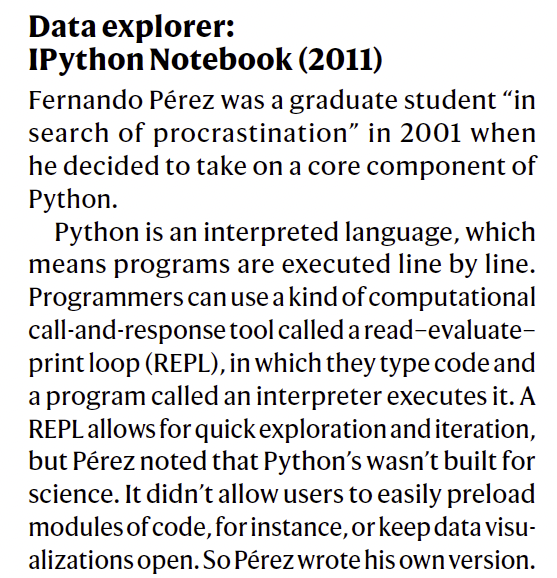 Data explorer:
IPython Notebook (2011)
Fernando Pérez was a graduate student “in
search of procrastination” in 2001 when
he decided to take on a core component of
Python.
Python is an interpreted language, which
means programs are executed line by line.
Programmers can use a kind of computational
call-and-response tool called a read–evaluate–
print loop (REPL), in which they type code and
a program called an interpreter executes it. A
REPL allows for quick exploration and iteration,
but Pérez noted that Python’s wasn’t built for
science. It didn’t allow users to easily preload
modules of code, for instance, or keep data visu-
alizations open. So Pérez wrote his own version.